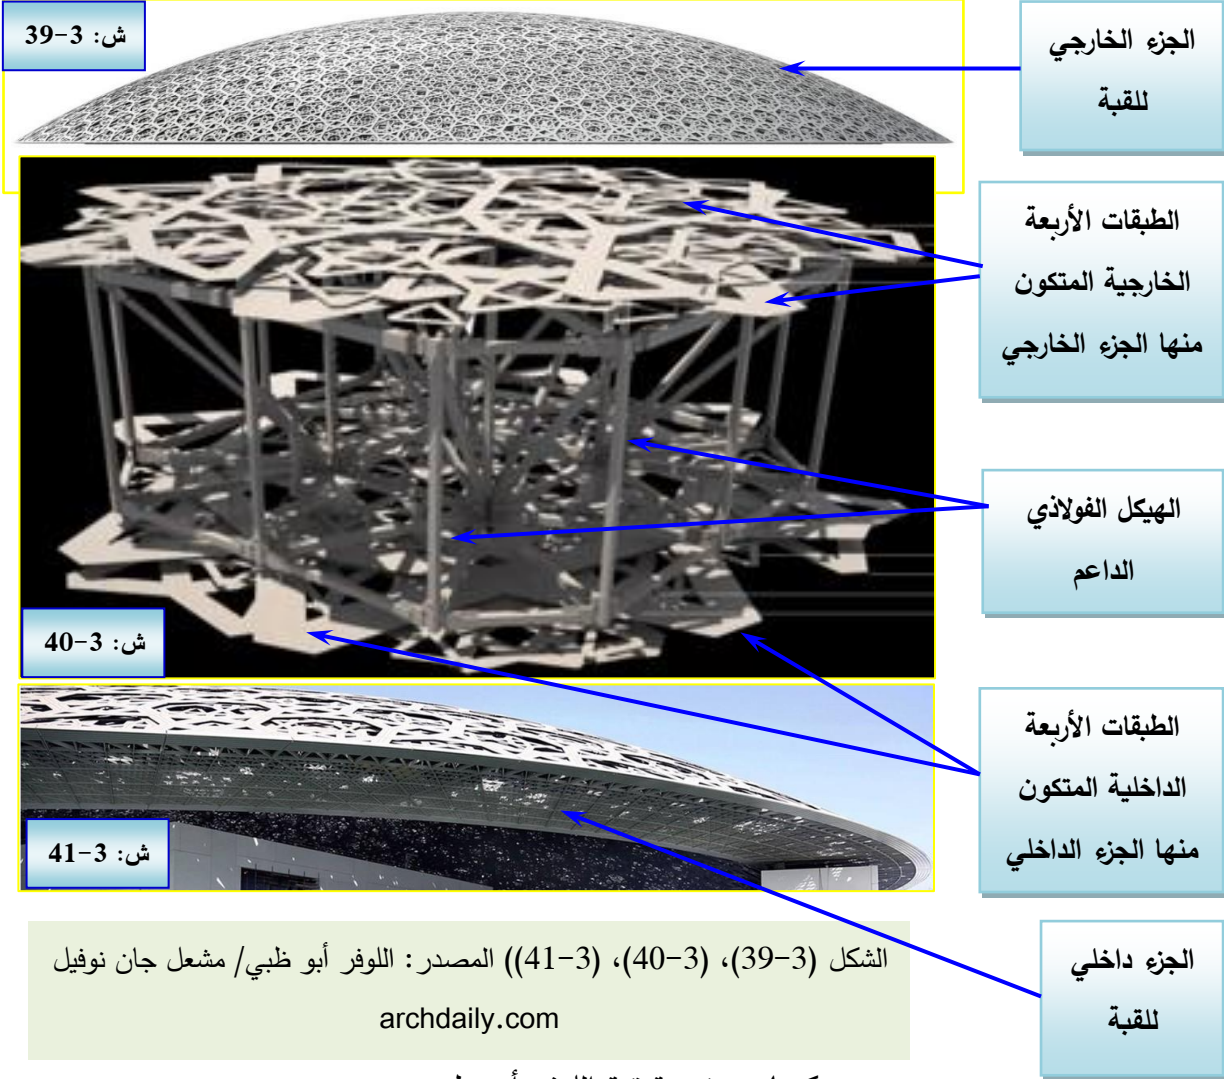 ش: 3-39
الجزء الخارجي
للقبة
الطبقات الأربعة
الخارجية المتكون
منها الجزء الخارجي
الهيكل الفولاذي
الداعم
ش: 3-40
الطبقات الأربعة
الداخلية المتكون
منها الجزء الداخلي
ش: 3-41
الجزء داخلي
للقبة
الشكل (3-39)، (3-40)، (3-41)) المصدر: اللوفر أبو ظبي/ مشعل جان نوفيل
archdaily.com